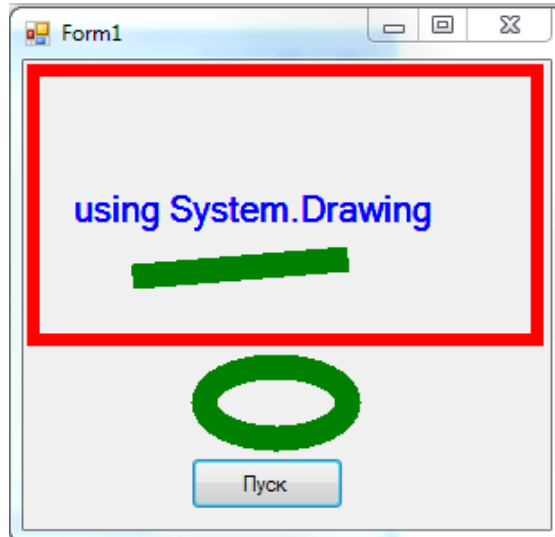 Form1
using System.Drawing
Пуск